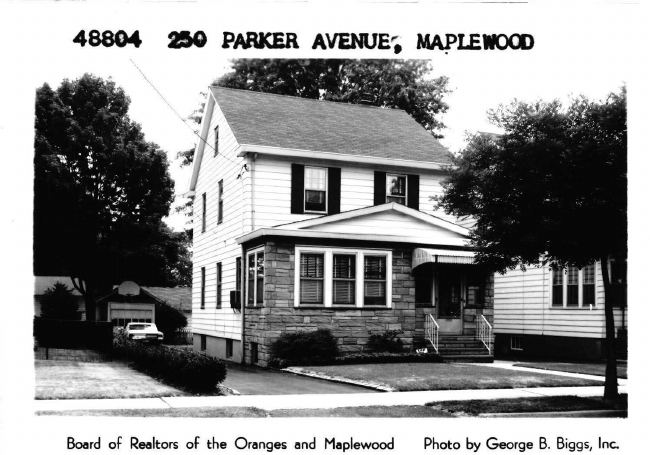 48804 250 PARKER AVENUE, MAPLEWOOD
Board of Realtors of the Oranges and Maplewood Photo by George B. Biggs, Inc.